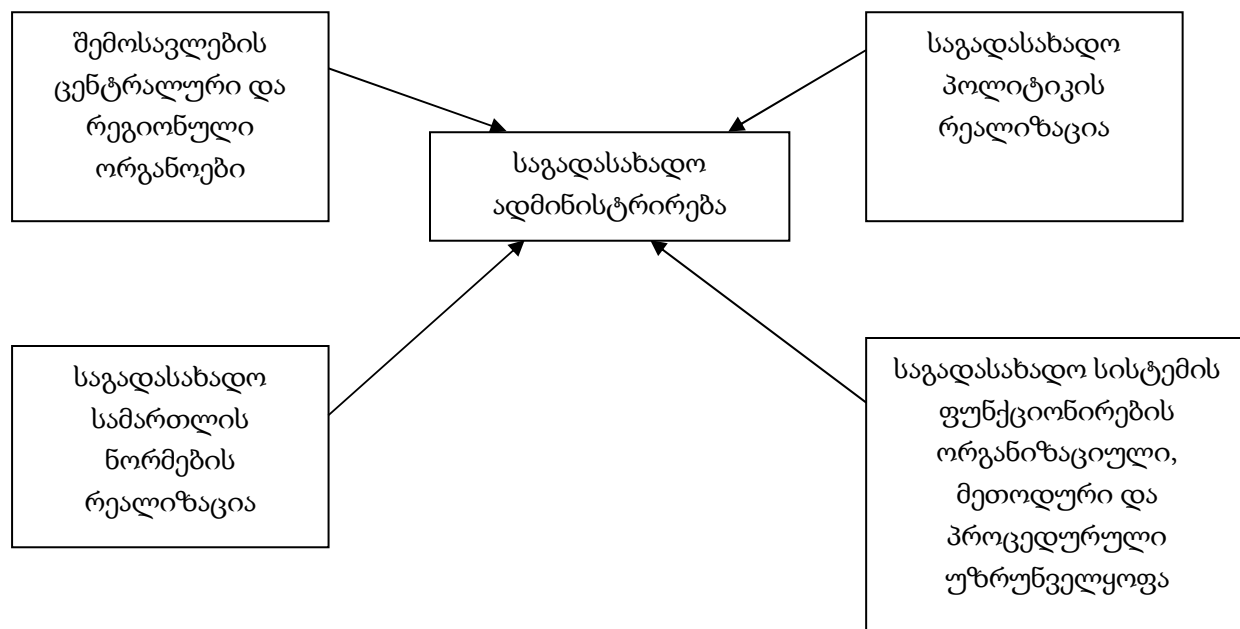 შემოსავლების
ცენტრალური და
რეგიონული
ორგანოები
საგადასახადო
პოლიტიკის
რეალიზაცია
საგადასახადო
ადმინისტრირება
საგადასახადო
სამართლის
ნორმების
რეალიზაცია
საგადასახადო სისტემის
ფუნქციონირების
ორგანიზაციული,
მეთოდური და
პროცედურული
უზრუნველყოფა